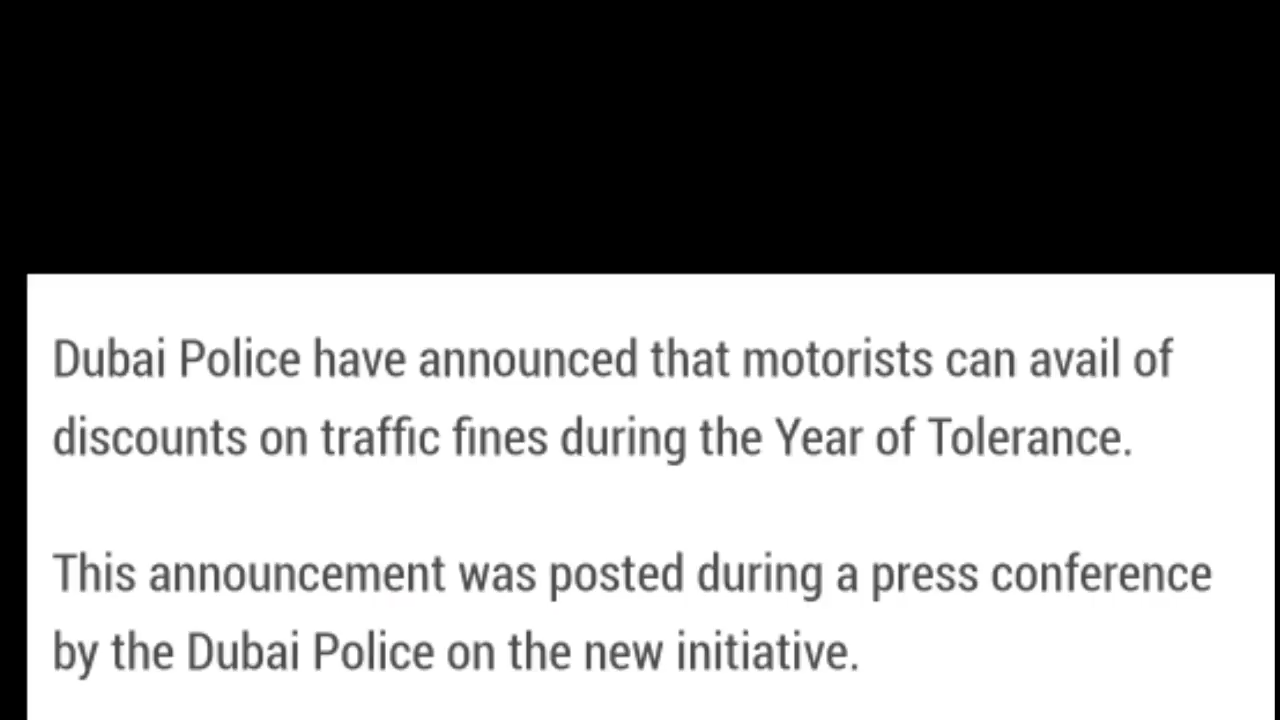 Dubai Police have announced that motorists can avail of
discounts on traffic fines during the Year of Tolerance.
This announcement was posted during a press conference
by the Dubai Police on the new initiative.